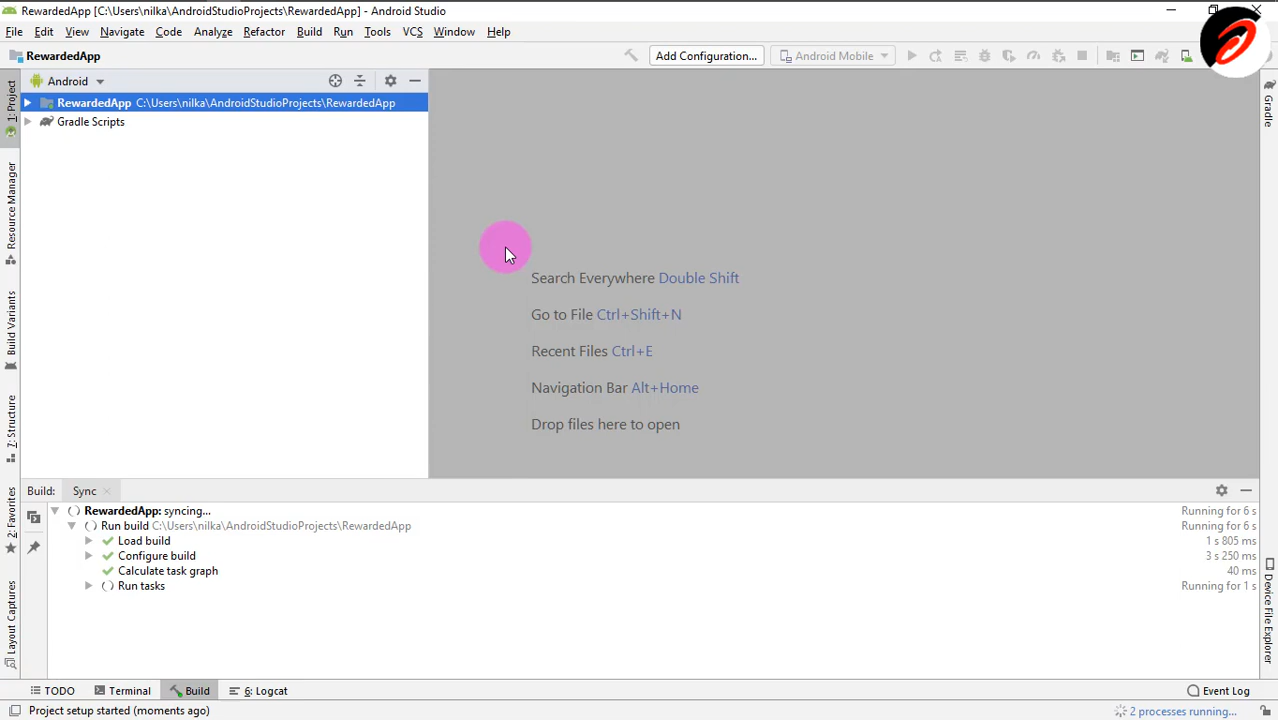 RewardedApp [C:\Users\nilka\AndroidStudioProjects\RewardedApp] - Android Studio
File Edit View Navigate Code Analyze Refactor Build Run Tools VCS Window Help
RewardedApp
Add Configuration...
Android Mobile
Android
RewardedApp C:\Users\nilka\AndroidStudioProjects\RewardedApp
Gradle Scripts
1: Project
Resource Manager
Build Variants
7: Structure
2: Favorites
Layout Captures
Gradle
Device File Explorer
Search Everywhere Double Shift
Go to File Ctrl+Shift+N
Recent Files Ctrl+E
Navigation Bar Alt+Home
Drop files here to open
Build: Sync
RewardedApp: syncing... Running for 6 s
Run build C:\Users\nilka\AndroidStudioProjects\RewardedApp Running for 6 s
Load build 1 s 805 ms
Configure build 3 s 250 ms
Calculate task graph 40 ms
Run tasks Running for 1 s
TODO Terminal Build 6: Logcat Event Log
Project setup started (moments ago) 2 processes running...